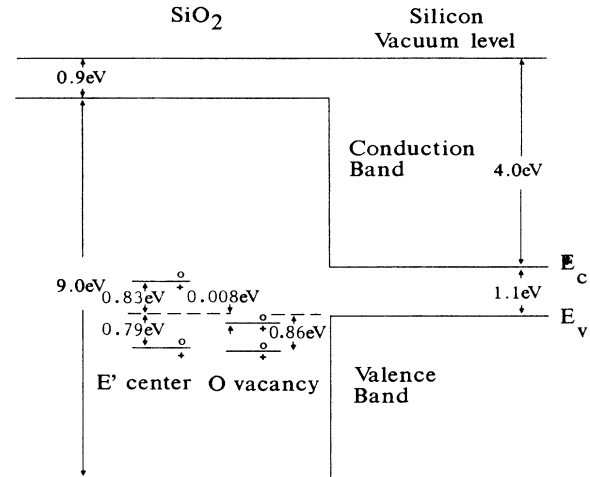 SiO2 Silicon
Vacuum level
0.9eV
Conduction
Band
4.0eV
Ec
9.0eV
o
+
0.83eV 0.008eV
1.1eV
Ev
0.79eV
o
+
o
+
0.86eV
o
+
E' center O vacancy
Valence
Band